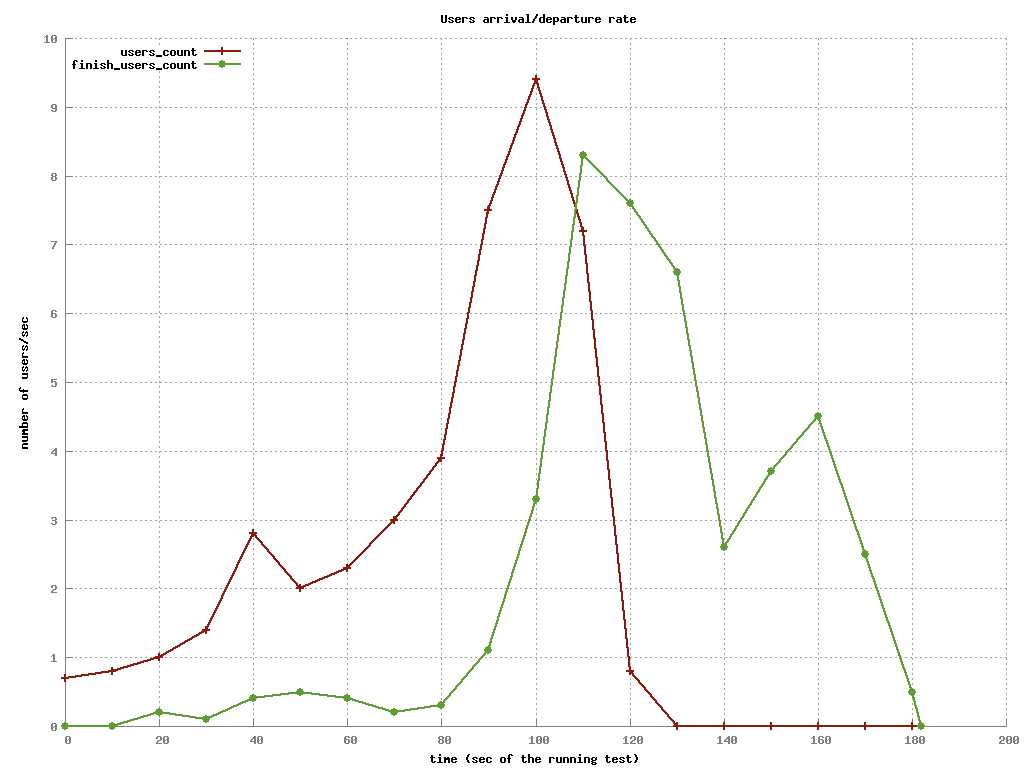 Users arrival/departure rate
users_count
finish_users_count
10
9
8
7
6
5
4
3
2
1
0
number of users/sec
0 20 40 60 80 100 120 140 160 180 200
time (sec of the running test)